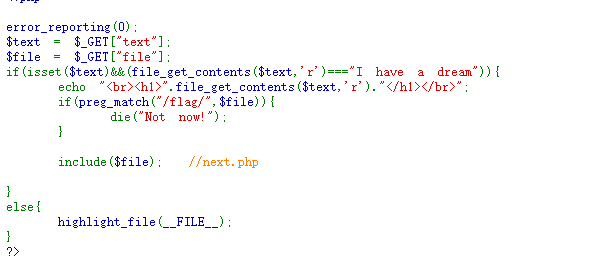 <?php
error_reporting(0);
$text = $_GET["text"];
$file = $_GET["file"];
if(isset($text)&&(file_get_contents($text,'r')==="I have a dream")){
echo "<br><h1>".file_get_contents($text,'r')."</h1></br>";
if(preg_match("/flag/",$file)){
die("Not now!");
}
include($file); //next.php
}
else{
highlight_file(__FILE__);
}
?>